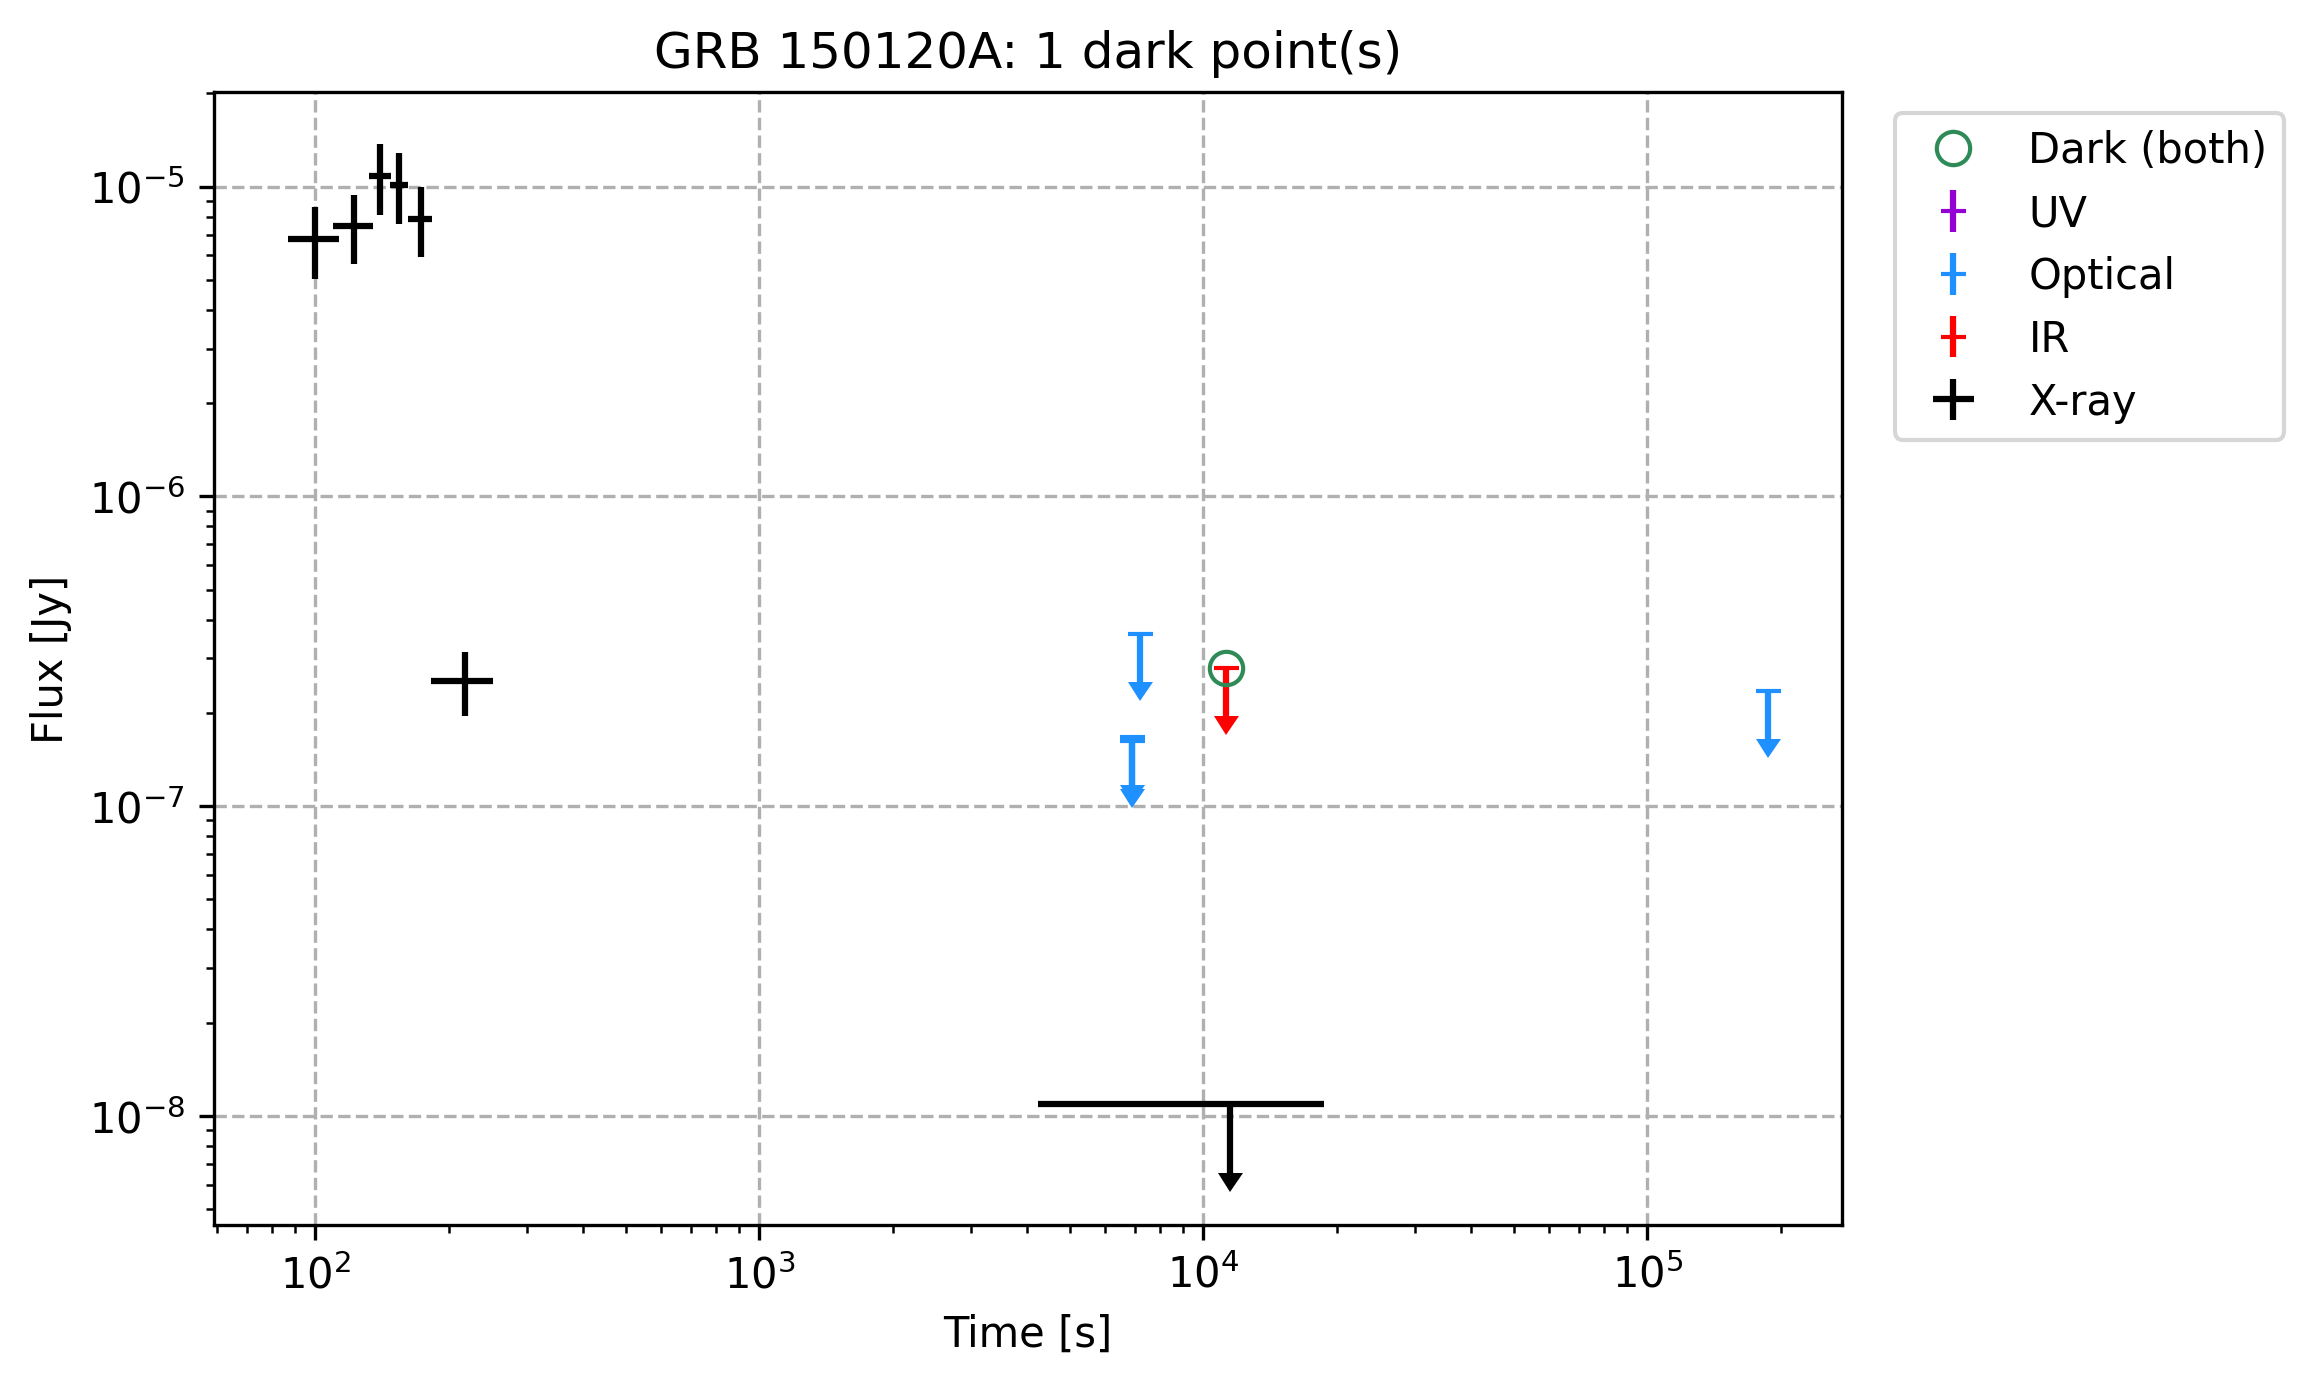 GRB 150120A: 1 dark point(s)
Dark (both)
UV
Optical
IR
X-ray
10⁻⁵
10⁻⁶
10⁻⁷
10⁻⁸
Flux [Jy]
10²
10³
10⁴
10⁵
Time [s]